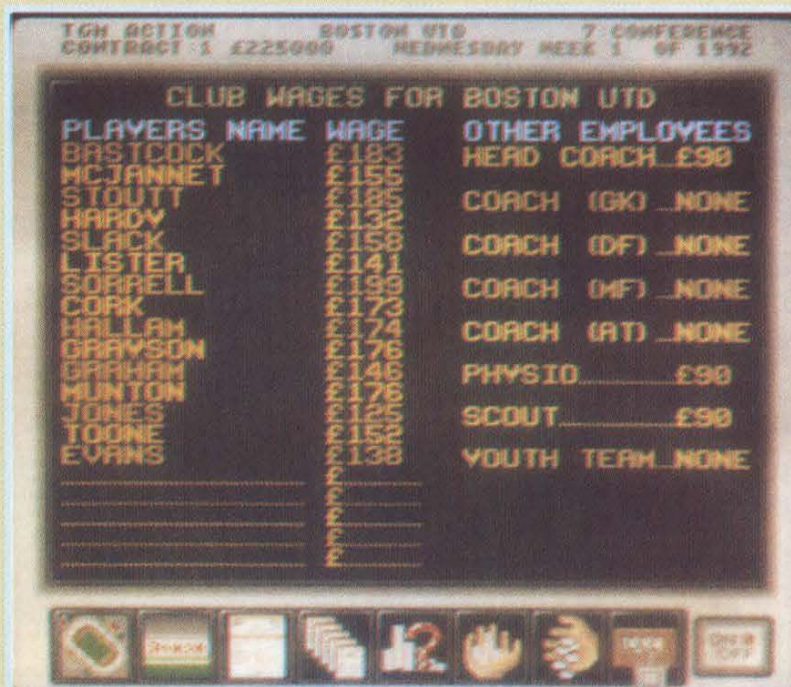 TGM ACTION BOSTON UTD 7 CONFERENCE
CONTRACT 1 £225000 WEDNESDAY WEEK 1 OF 1992
CLUB WAGES FOR BOSTON UTD
PLAYERS NAME WAGE OTHER EMPLOYEES
BASTCOCK £183 HEAD COACH £90
MCJANNET £155
STOUTT £185 COACH (GK) NONE
HARDY £132
SLACK £158 COACH (DF) NONE
LISTER £141
SORRELL £199 COACH (MF) NONE
CORK £173
HALLAM £174 COACH (AT) NONE
GRAYSON £176
GRAHAM £146 PHYSIO £90
MUNTON £176
JONES £125 SCOUT £90
TOONE £152
EVANS £138 YOUTH TEAM NONE
£
£
£
£
£